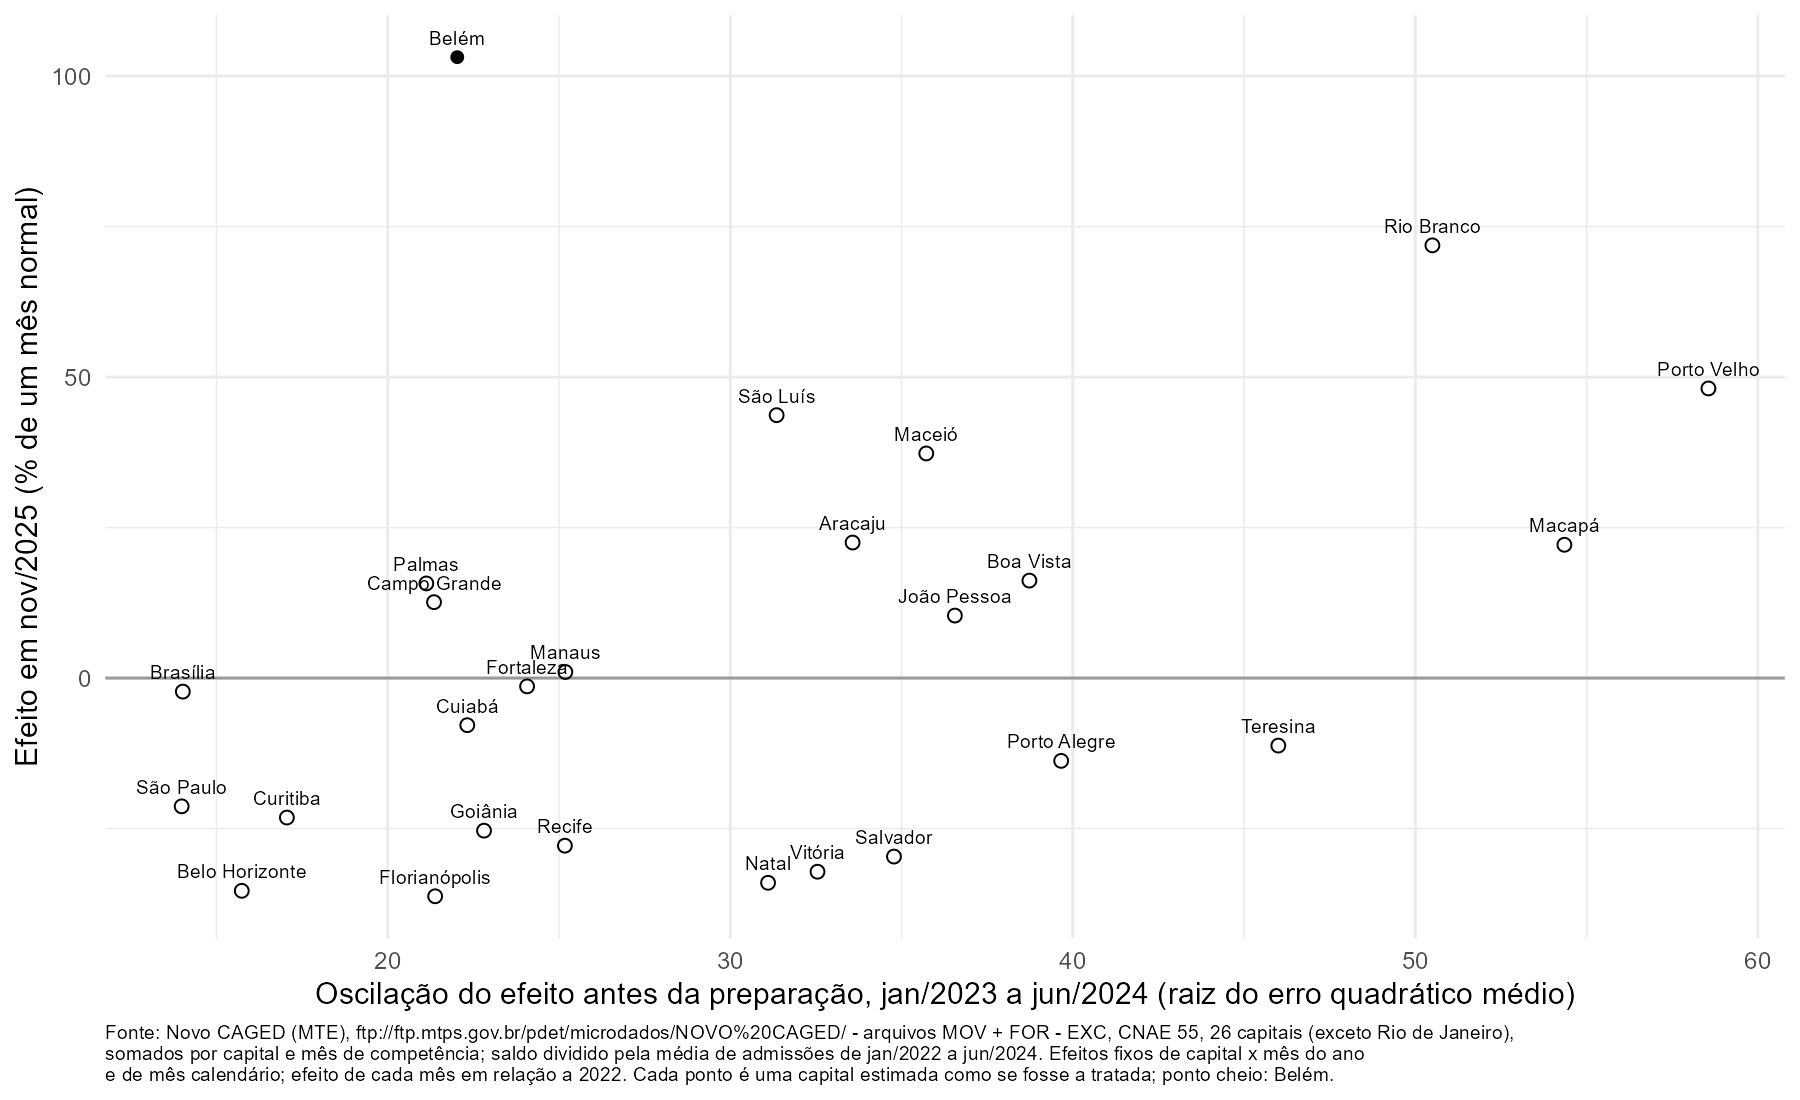 Belém
100
Rio Branco
Porto Velho
50
São Luís
Maceió
Aracaju
Macapá
Palmas
Boa Vista
Campo Grande
João Pessoa
Manaus
Fortaleza
Brasília
0
Cuiabá
Teresina
Porto Alegre
São Paulo
Curitiba
Goiânia
Recife
Salvador
Vitória
Natal
Belo Horizonte
Florianópolis
Efeito em nov/2025 (% de um mês normal)
20 30 40 50 60
Oscilação do efeito antes da preparação, jan/2023 a jun/2024 (raiz do erro quadrático médio)
Fonte: Novo CAGED (MTE), ftp://ftp.mtps.gov.br/pdet/microdados/NOVO%20CAGED/ - arquivos MOV + FOR - EXC, CNAE 55, 26 capitais (exceto Rio de Janeiro),
somados por capital e mês de competência; saldo dividido pela média de admissões de jan/2022 a jun/2024. Efeitos fixos de capital x mês do ano
e de mês calendário; efeito de cada mês em relação a 2022. Cada ponto é uma capital estimada como se fosse a tratada; ponto cheio: Belém.